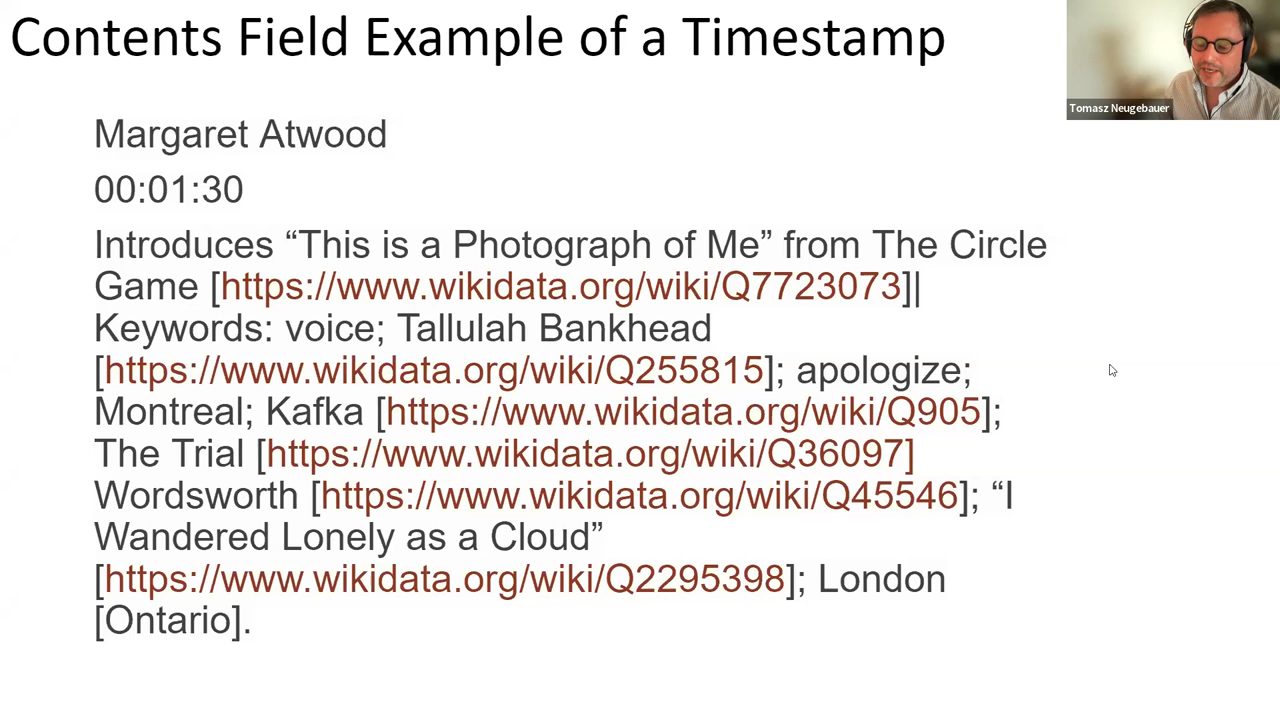 Contents Field Example of a Timestamp
Tomasz Neugebauer
Margaret Atwood
00:01:30
Introduces “This is a Photograph of Me” from The Circle
Game [https://www.wikidata.org/wiki/Q7723073]|
Keywords: voice; Tallulah Bankhead
[https://www.wikidata.org/wiki/Q255815]; apologize;
Montreal; Kafka [https://www.wikidata.org/wiki/Q905];
The Trial [https://www.wikidata.org/wiki/Q36097]
Wordsworth [https://www.wikidata.org/wiki/Q45546]; “I
Wandered Lonely as a Cloud”
[https://www.wikidata.org/wiki/Q2295398]; London
[Ontario].